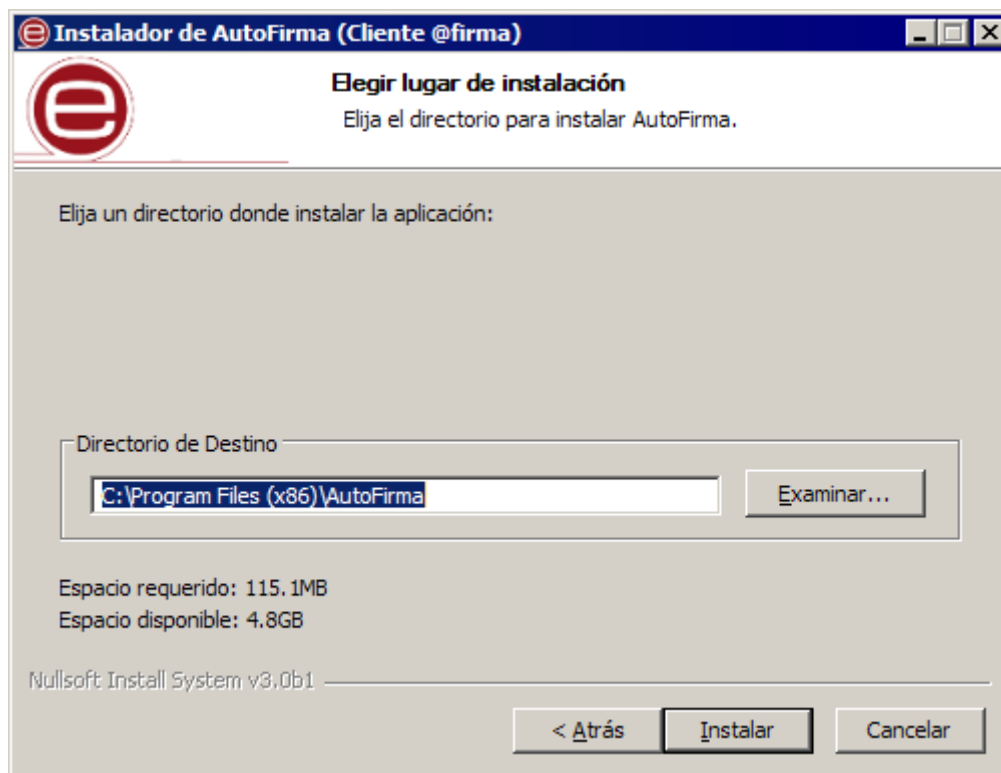 Instalador de AutoFirma (Cliente @firma)
Elegir lugar de instalación
Elija el directorio para instalar AutoFirma.
Elija un directorio donde instalar la aplicación:
Directorio de Destino
C:\Program Files (x86)\AutoFirma
Examinar...
Espacio requerido: 115.1MB
Espacio disponible: 4.8GB
Nullsoft Install System v3.0b1
< Atrás
Instalar
Cancelar